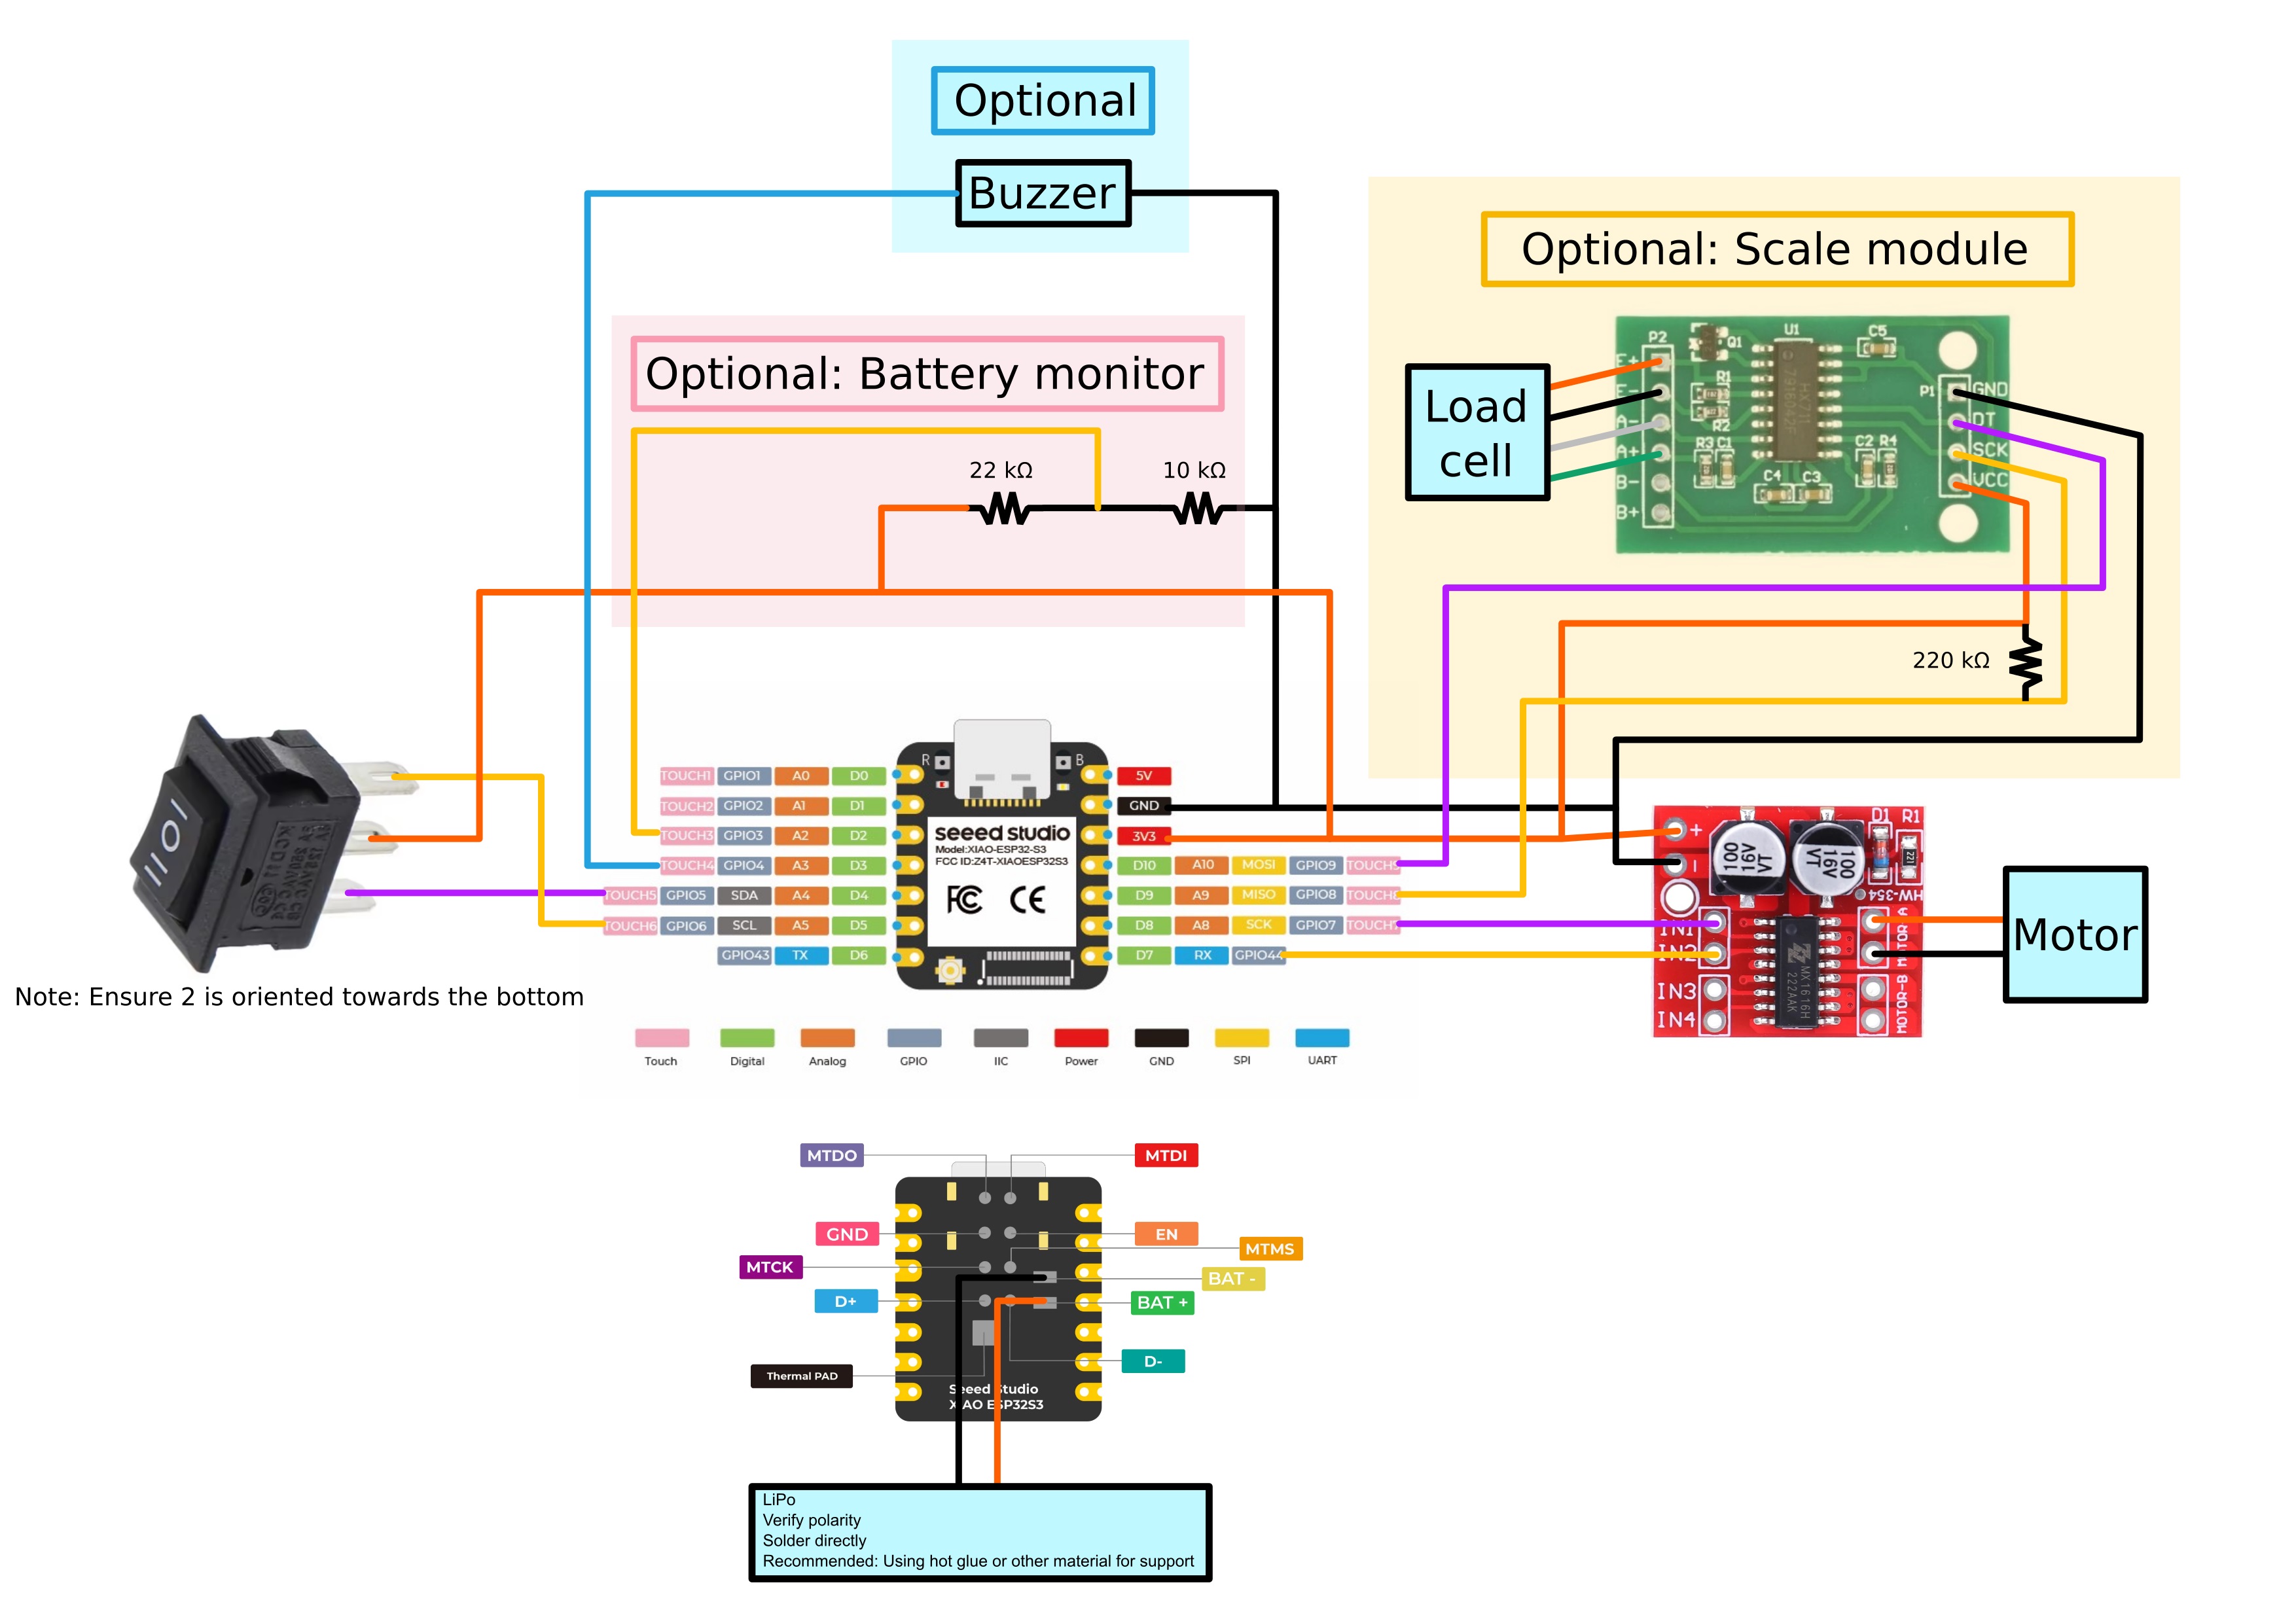 Optional
Buzzer
Optional: Scale module
Optional: Battery monitor
22 kΩ
10 kΩ
Load
cell
P2
Q1
U1
C5
E+
E-
A-
A+
B-
B+
R1
R2
R3 C1
C4
C3
C2 R4
P1
GND
DT
SCK
VCC
220 kΩ
Note: Ensure 2 is oriented towards the bottom
TOUCH1 GPIO1 A0 D0
TOUCH2 GPIO2 A1 D1
TOUCH3 GPIO3 A2 D2
TOUCH4 GPIO4 A3 D3
TOUCH5 GPIO5 SDA A4 D4
TOUCH6 GPIO6 SCL A5 D5
GPIO43 TX D6
R
B
seeed studio
Model:XIAO-ESP32-S3
FCC ID:Z4T-XIAOESP32S3
FC CE
5V
GND
3V3
D10 A10 MOSI GPIO9 TOUCH9
D9 A9 MISO GPIO8 TOUCH8
D8 A8 SCK GPIO7 TOUCH7
D7 RX GPIO44
Touch
Digital
Analog
GPIO
IIC
Power
GND
SPI
UART
+
-
100
16V
VT
100
16V
VT
D1
R1
221
HW-354
IN1
IN2
IN3
IN4
MX1616H
222AAK
MOTOR-A
MOTOR-B
Motor
MTDO
MTDI
GND
EN
MTMS
MTCK
BAT -
D+
BAT +
D-
Thermal PAD
Seeed Studio
XIAO ESP32S3
LiPo
Verify polarity
Solder directly
Recommended: Using hot glue or other material for support